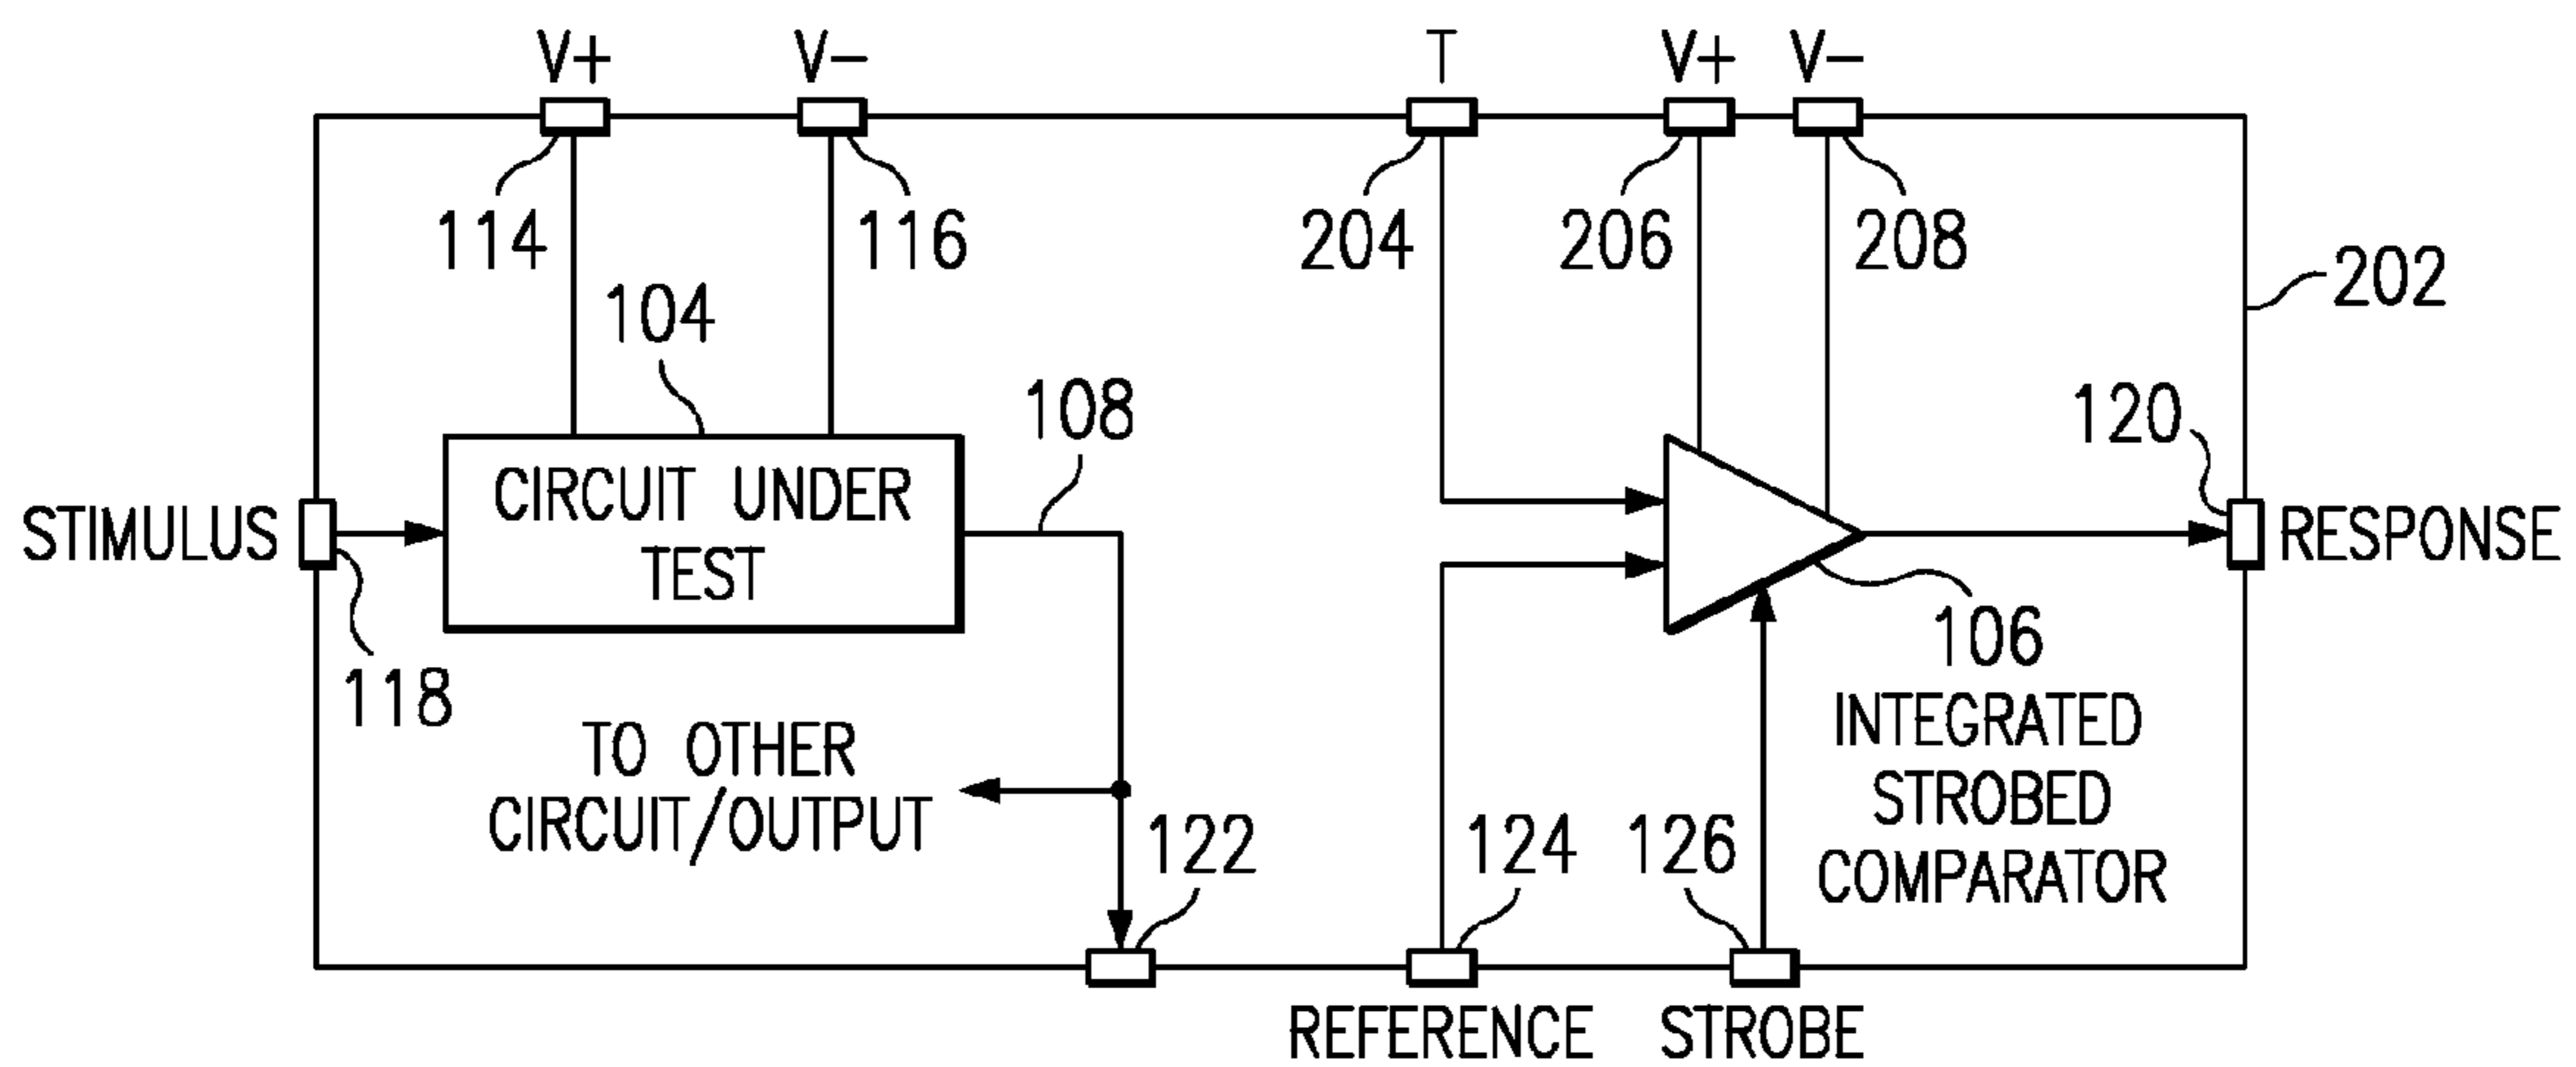 V+ V- T V+ V-
114 116 204 206 208
202
104
108
120
CIRCUIT UNDER
TEST
STIMULUS
RESPONSE
118
106
INTEGRATED
STROBED
COMPARATOR
TO OTHER
CIRCUIT/OUTPUT
122 124 126
REFERENCE STROBE